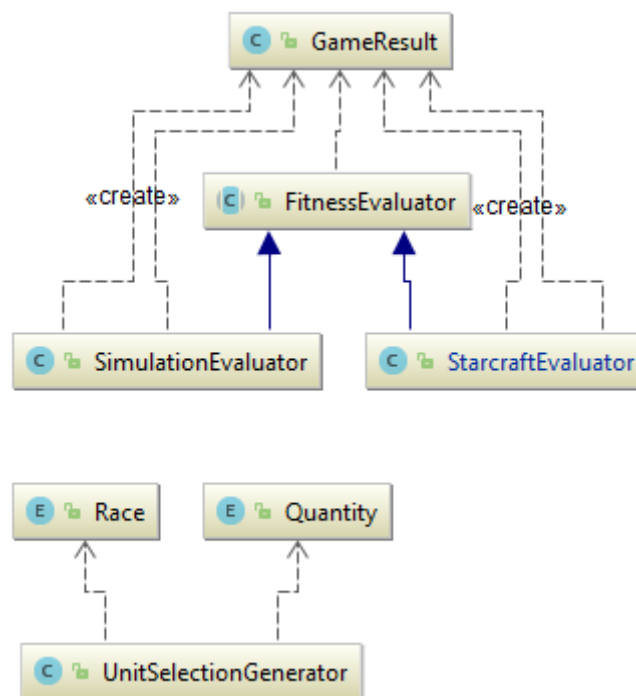 C GameResult
«create»
C FitnessEvaluator
«create»
C SimulationEvaluator
C StarcraftEvaluator
E Race
E Quantity
C UnitSelectionGenerator